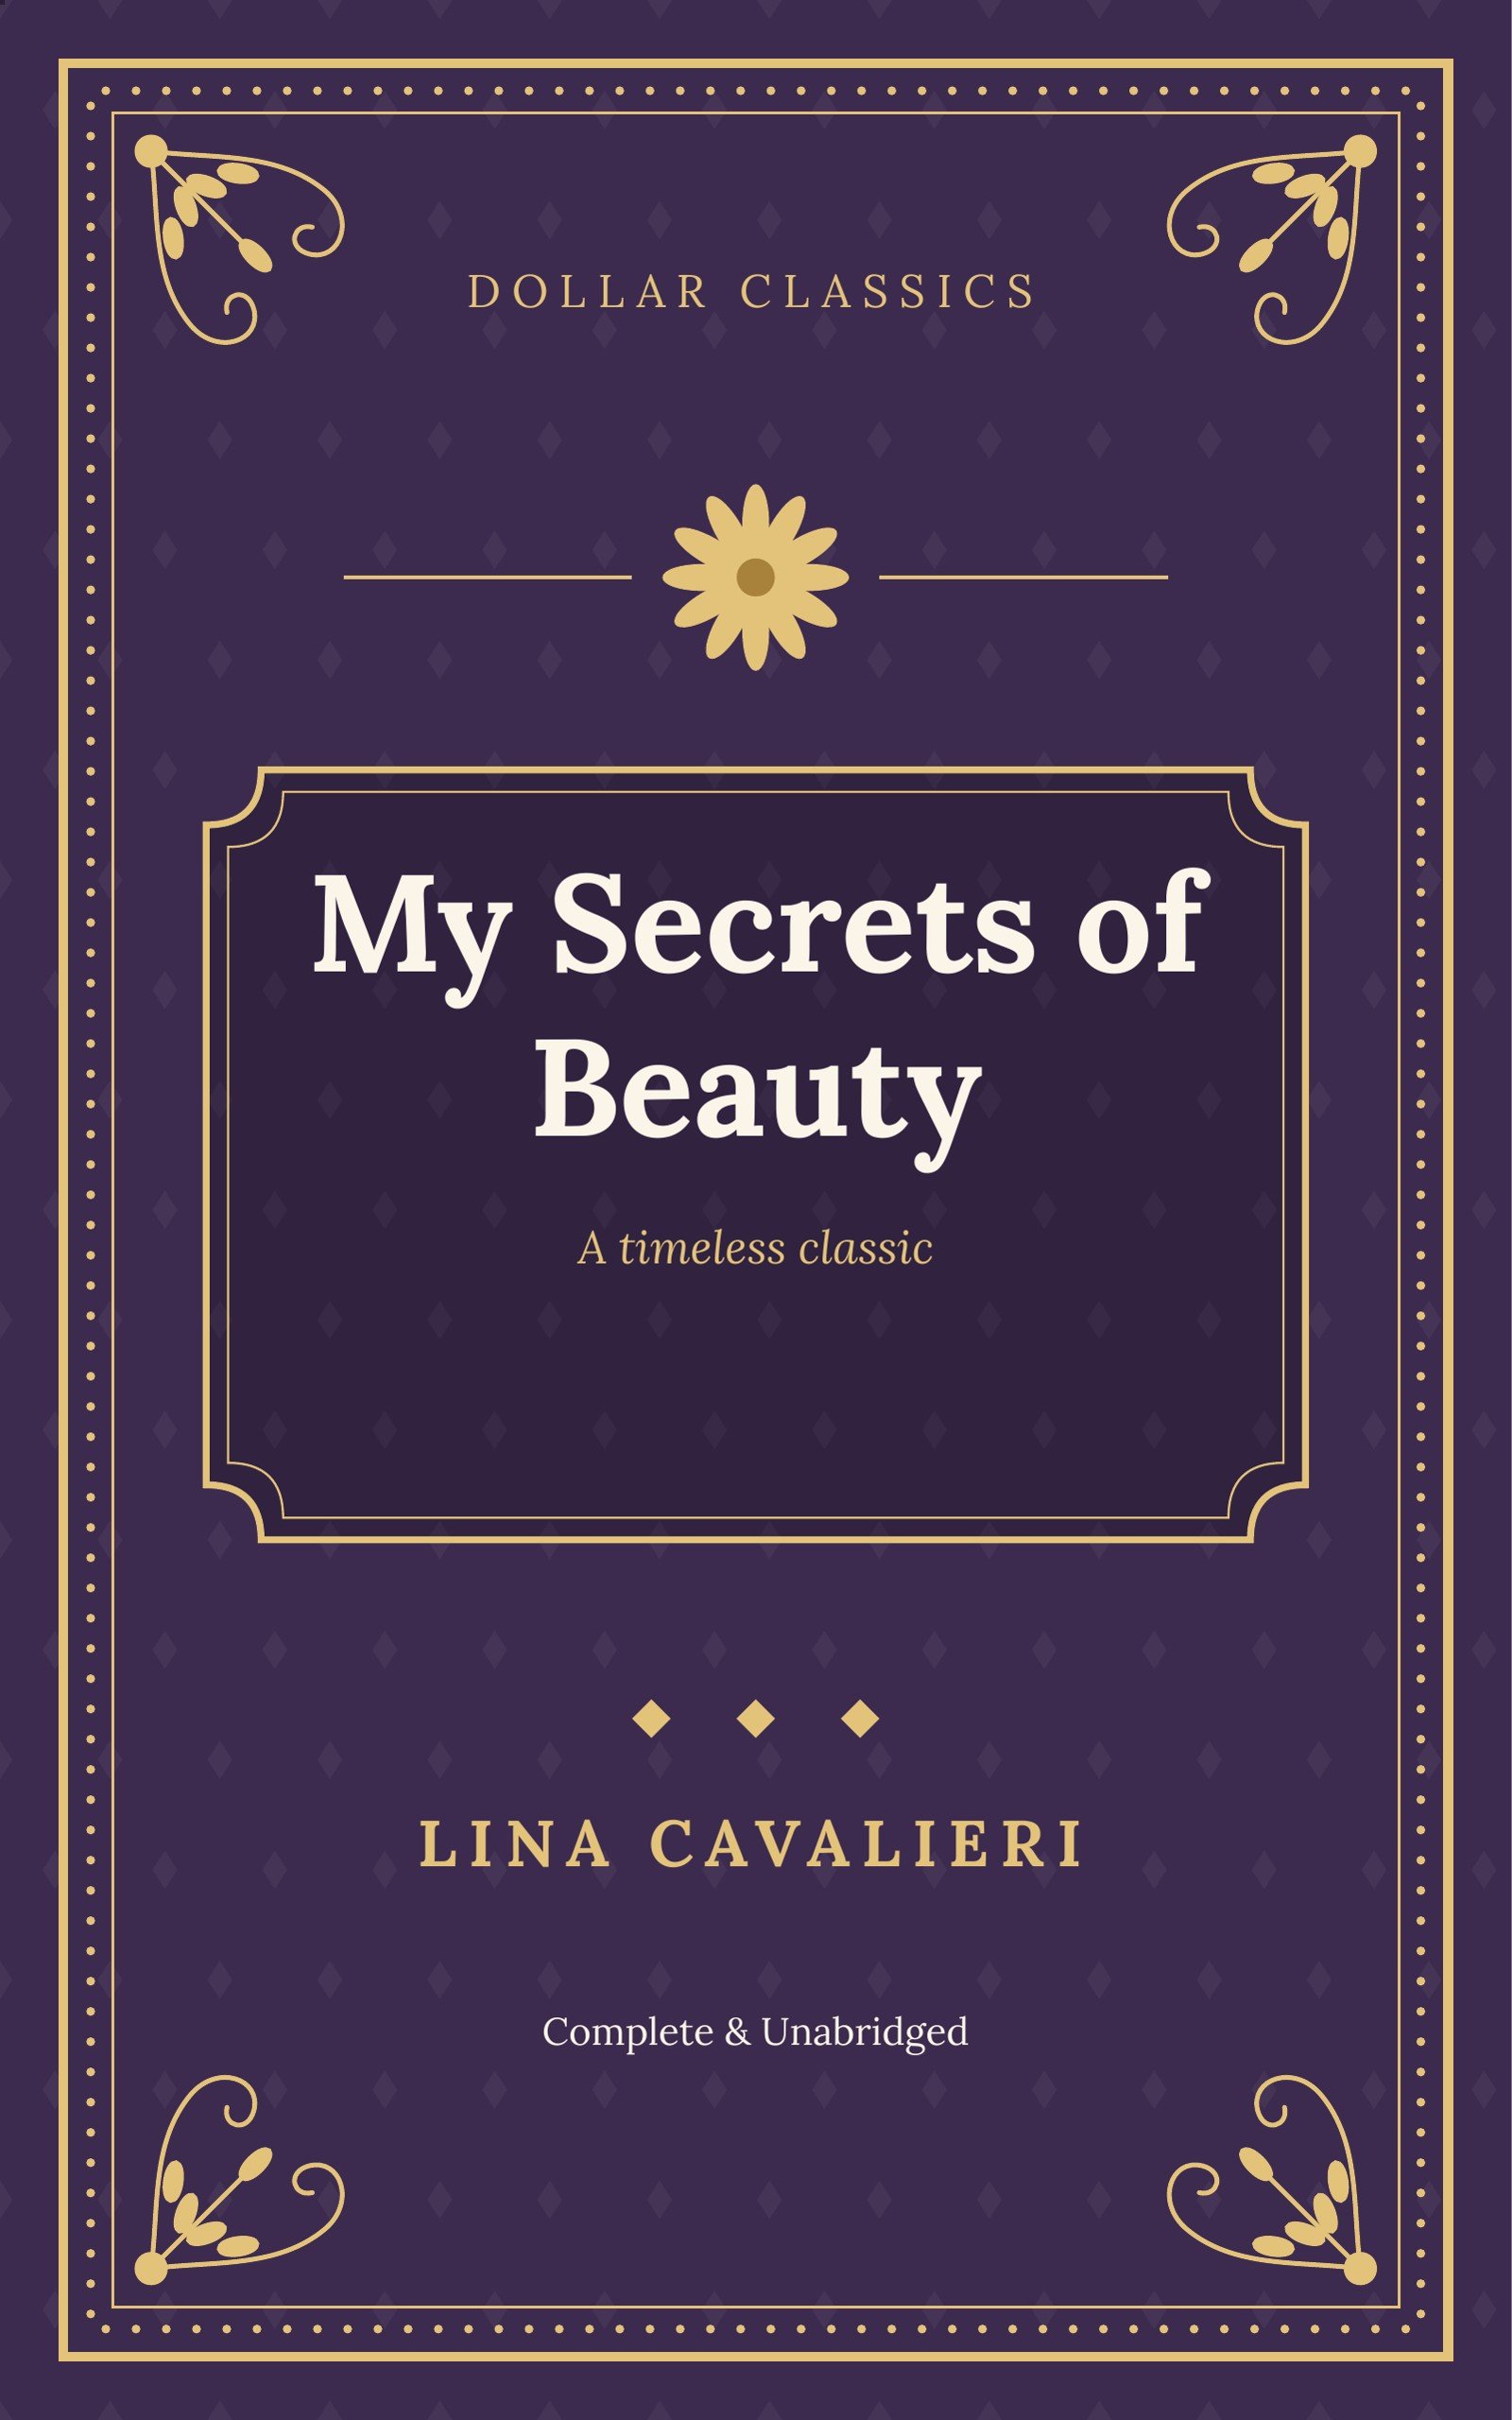 DOLLAR CLASSICS
My Secrets of
Beauty
A timeless classic
LINA CAVALIERI
Complete & Unabridged